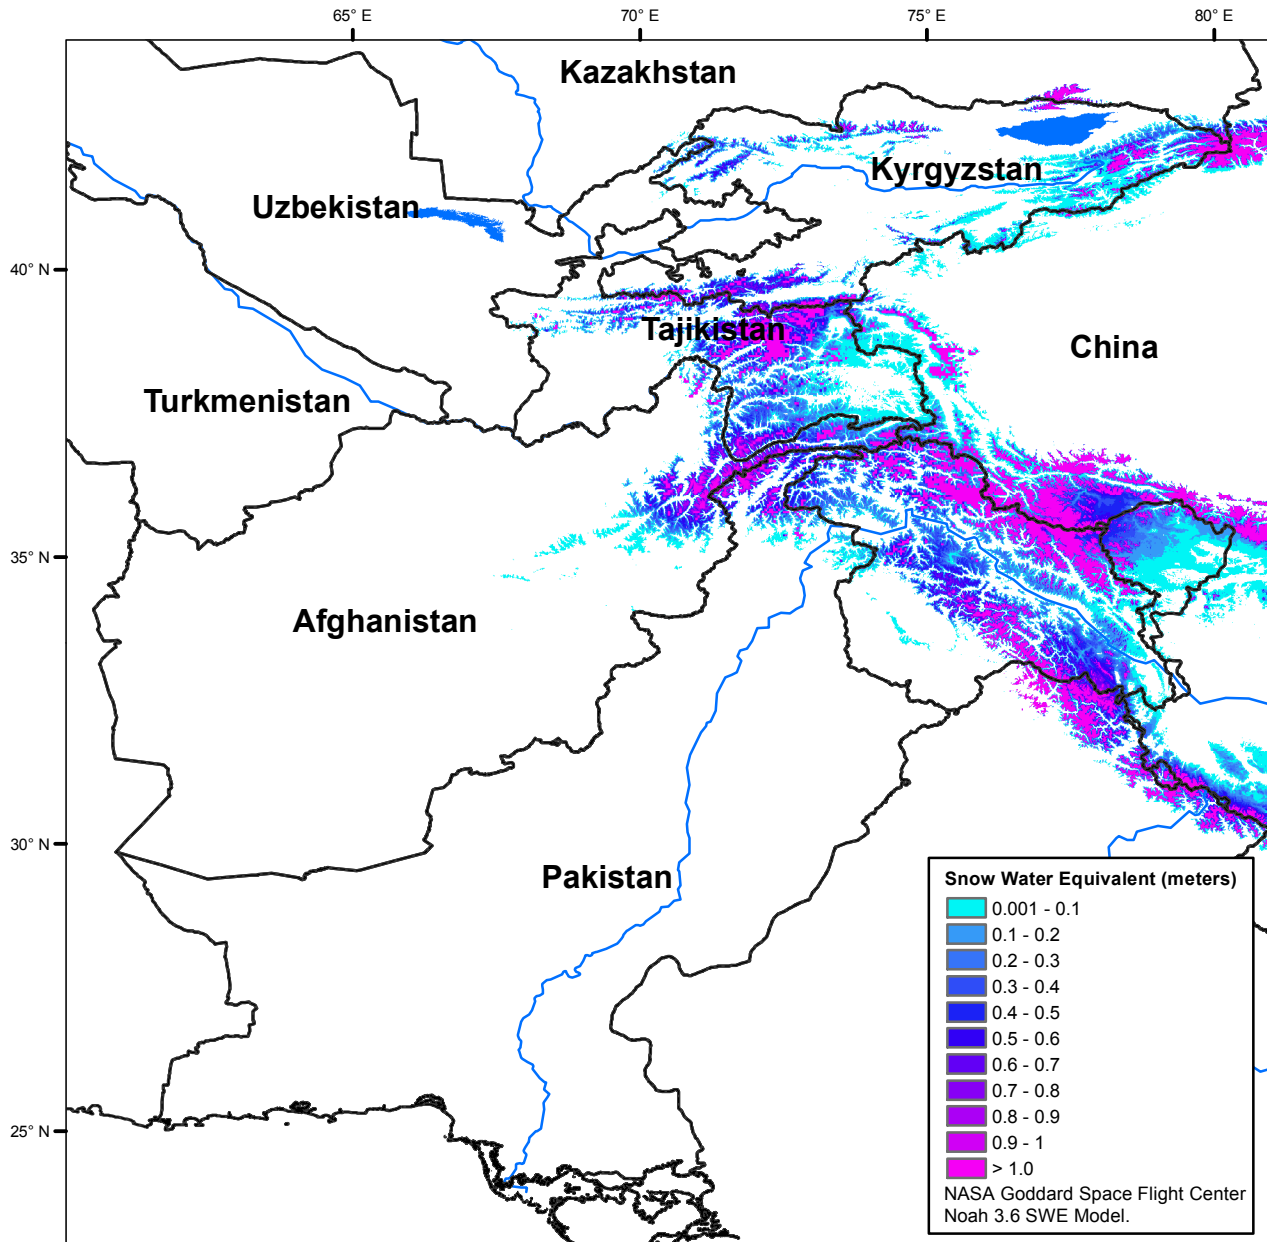 65° E
70° E
75° E
80° E
Kazakhstan
Kyrgyzstan
Uzbekistan
40° N
Tajikistan
China
Turkmenistan
35° N
Afghanistan
30° N
Pakistan
25° N
Snow Water Equivalent (meters)
0.001 - 0.1
0.1 - 0.2
0.2 - 0.3
0.3 - 0.4
0.4 - 0.5
0.5 - 0.6
0.6 - 0.7
0.7 - 0.8
0.8 - 0.9
0.9 - 1
> 1.0
NASA Goddard Space Flight Center
Noah 3.6 SWE Model.